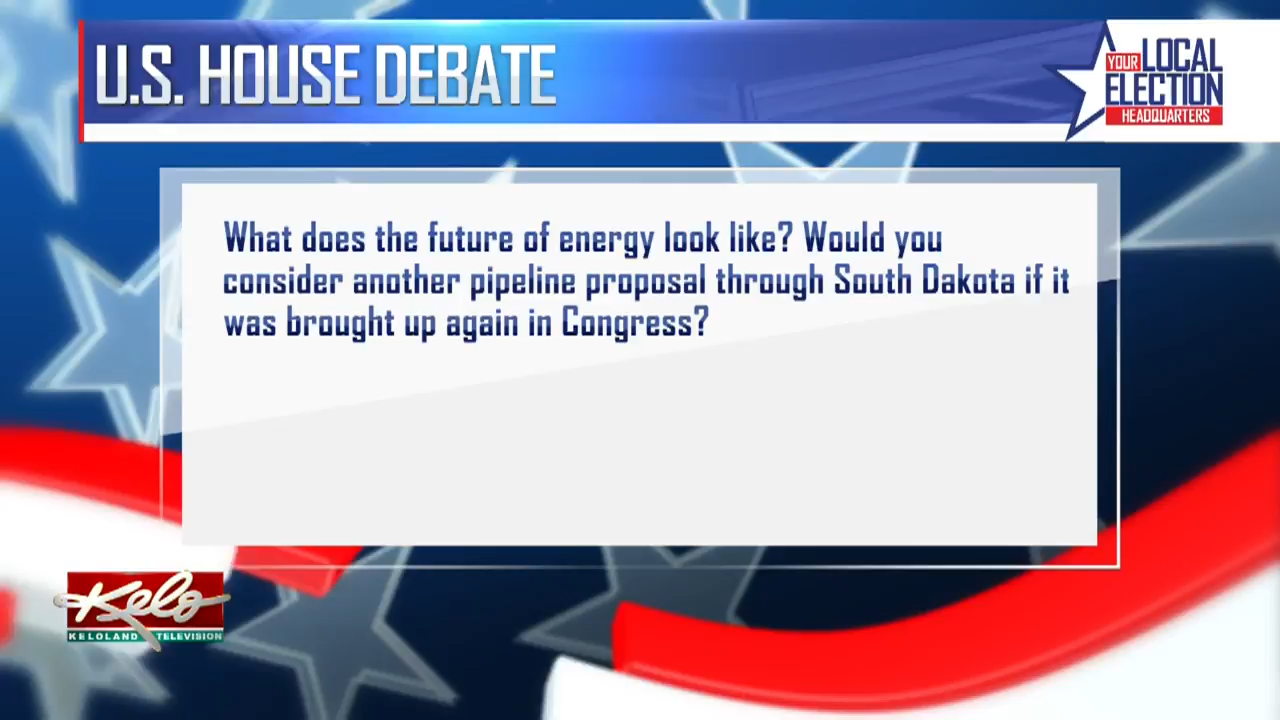 U.S. HOUSE DEBATE
YOUR LOCAL
ELECTION
HEADQUARTERS
What does the future of energy look like? Would you
consider another pipeline proposal through South Dakota if it
was brought up again in Congress?
Kelo
KELOLAND TELEVISION